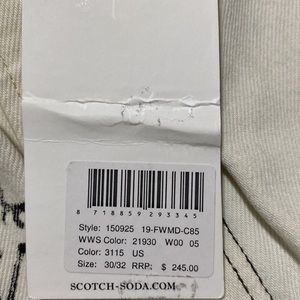 8 718859 293345
Style: 150925 19-FWMD-C85
WWS Color: 21930 W00 05
Color: 3115 US
Size: 30/32 RRP: $ 245.00
SCOTCH-SODA.COM